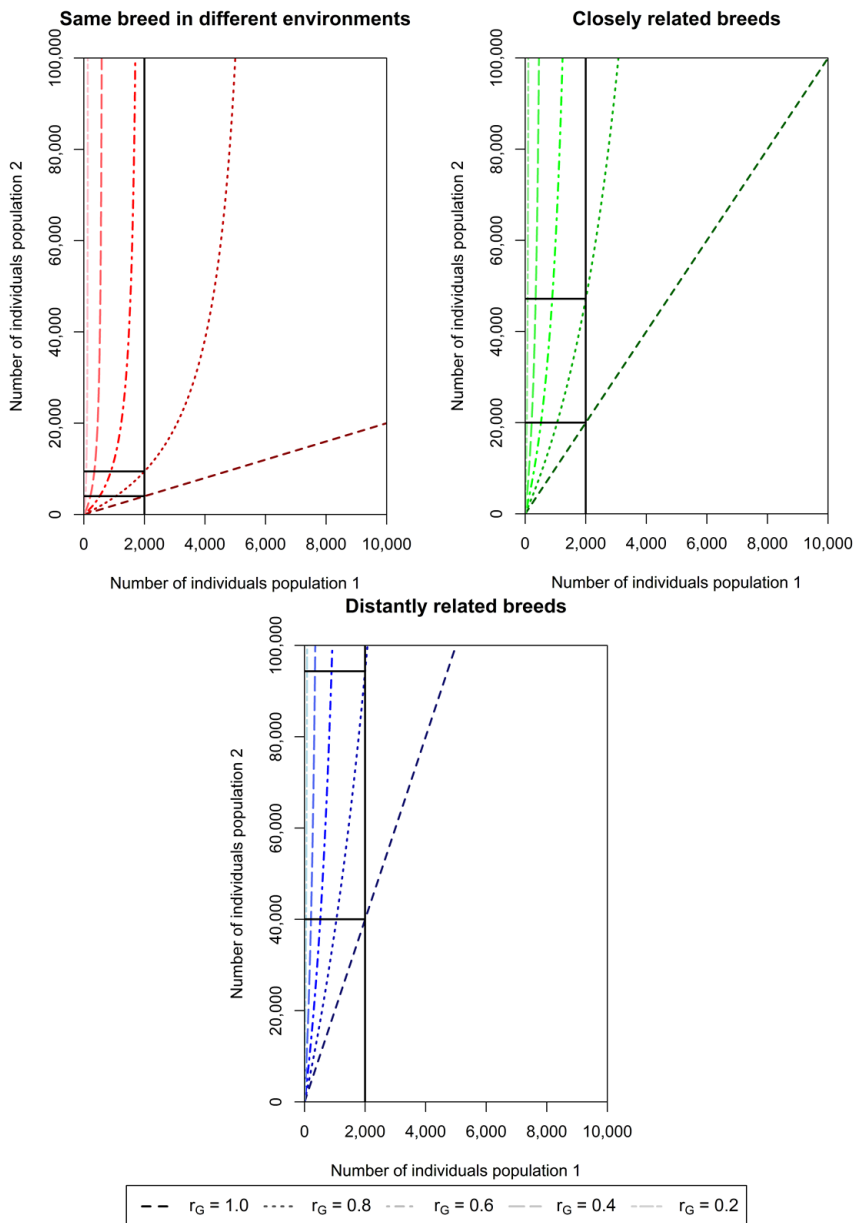 Same breed in different environments
Number of individuals population 2
0
20,000
40,000
60,000
80,000
100,000
0 2,000 4,000 6,000 8,000 10,000
Number of individuals population 1
Closely related breeds
Number of individuals population 2
0
20,000
40,000
60,000
80,000
100,000
0 2,000 4,000 6,000 8,000 10,000
Number of individuals population 1
Distantly related breeds
Number of individuals population 2
0
20,000
40,000
60,000
80,000
100,000
0 2,000 4,000 6,000 8,000 10,000
Number of individuals population 1
r_G = 1.0 r_G = 0.8 r_G = 0.6 r_G = 0.4 r_G = 0.2